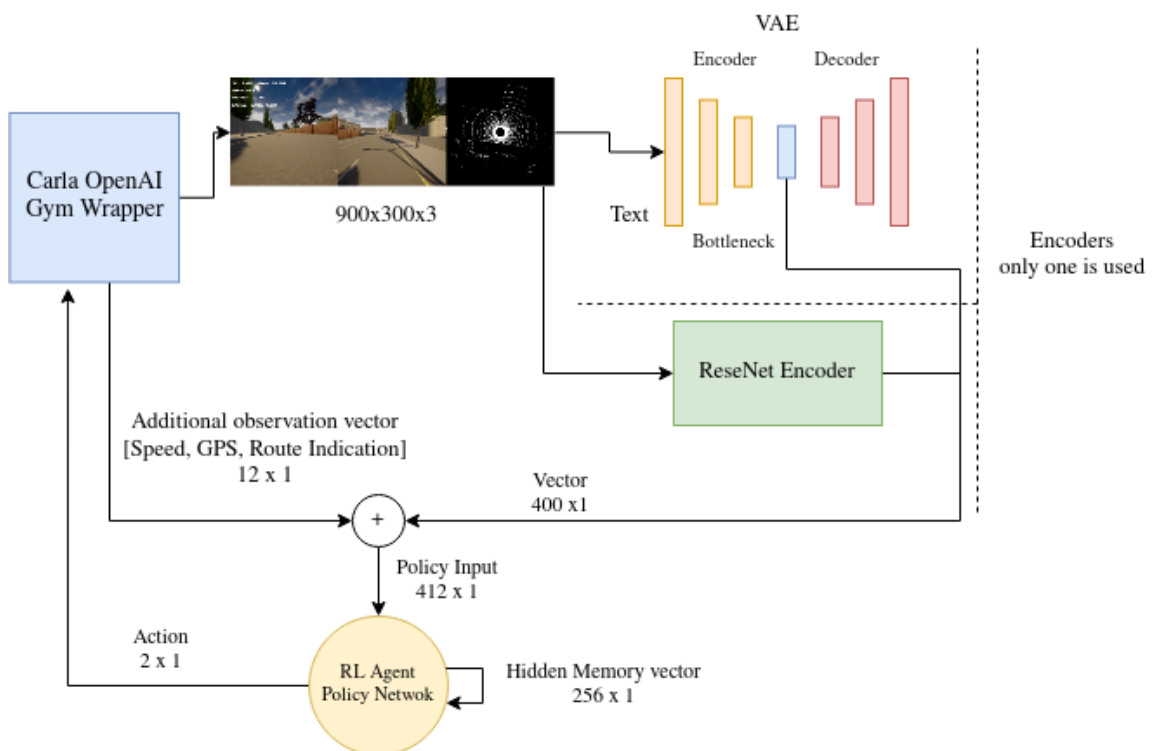 VAE
Encoder
Decoder
Carla OpenAI
Gym Wrapper
900x300x3
Text
Bottleneck
Encoders
only one is used
ReseNet Encoder
Additional observation vector
[Speed, GPS, Route Indication]
12 x 1
Vector
400 x1
+
Policy Input
412 x 1
Action
2 x 1
RL Agent
Policy Netwok
Hidden Memory vector
256 x 1